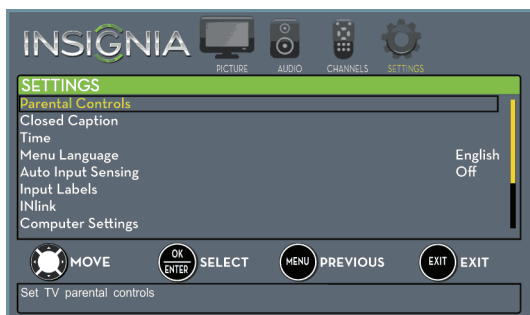 INSIGNIA
PICTURE AUDIO CHANNELS SETTINGS
SETTINGS
Parental Controls
Closed Caption
Time
Menu Language English
Auto Input Sensing Off
Input Labels
INlink
Computer Settings
MOVE OK ENTER SELECT MENU PREVIOUS EXIT EXIT
Set TV parental controls